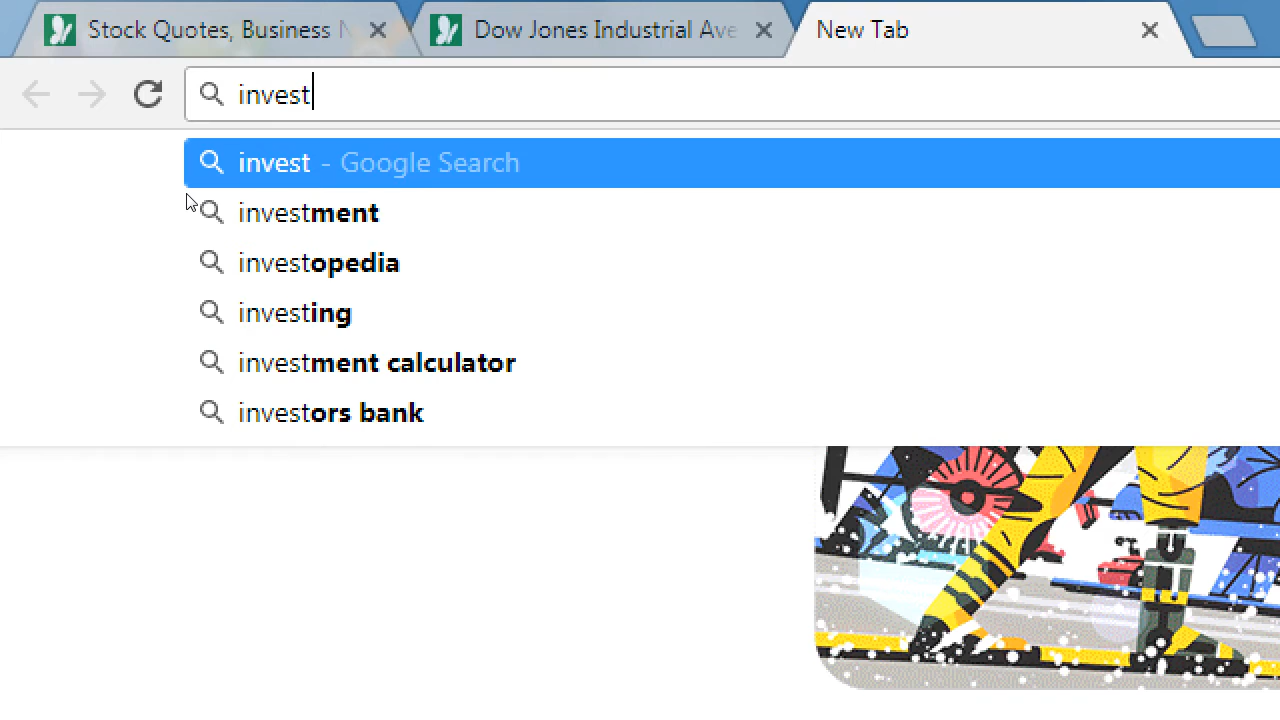 Stock Quotes, Business N
Dow Jones Industrial Ave
New Tab
invest
invest - Google Search
investment
investopedia
investing
investment calculator
investors bank